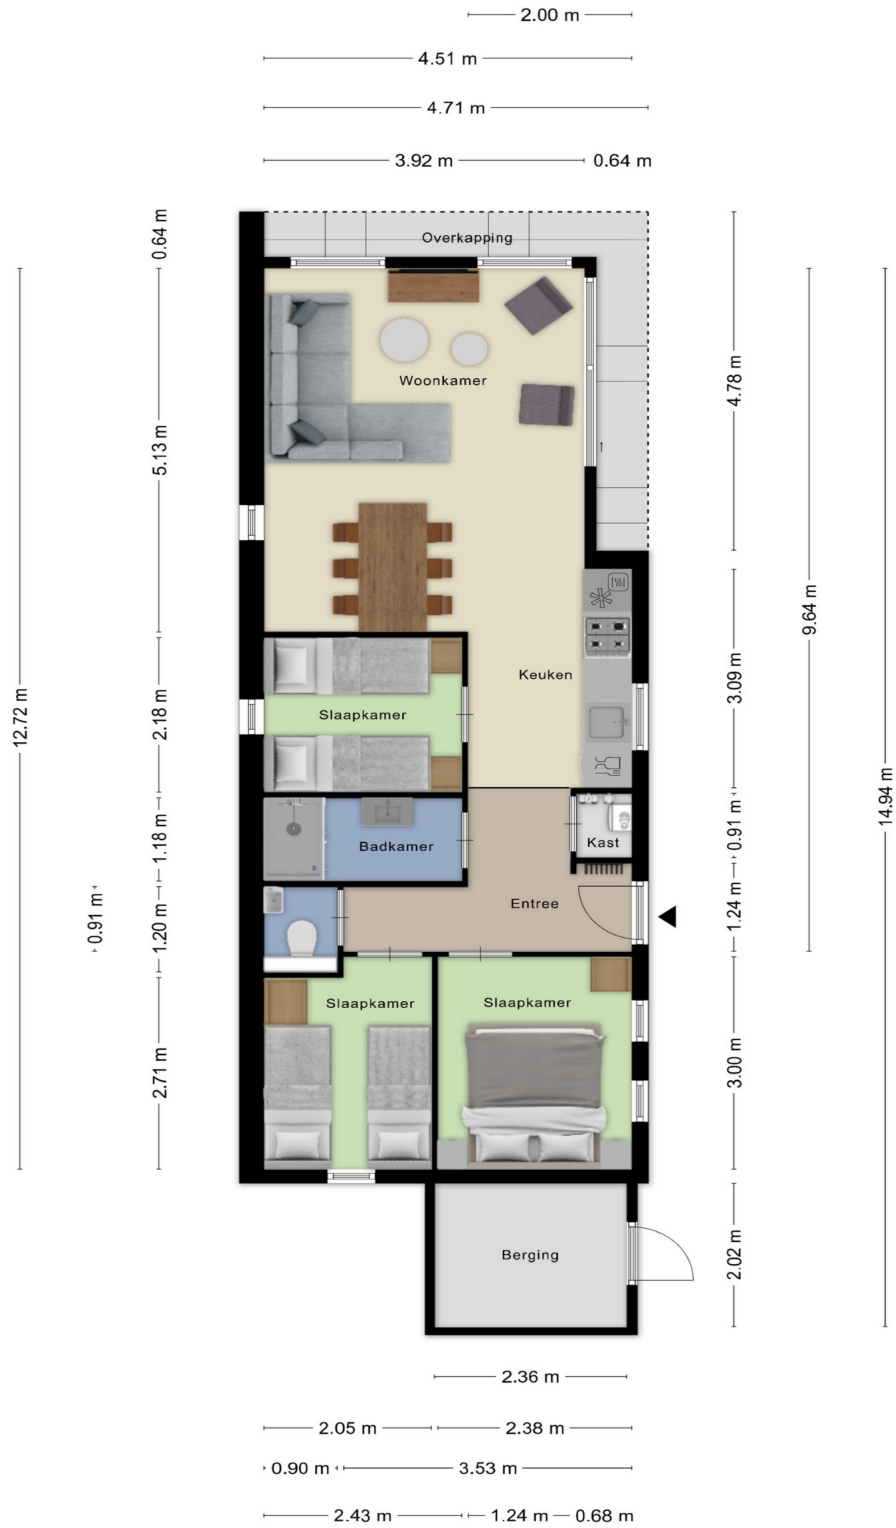 2.00 m
4.51 m
4.71 m
3.92 m
0.64 m
0.64 m
Overkapping
Woonkamer
4.78 m
5.13 m
9.64 m
Keuken
3.09 m
12.72 m
2.18 m
Slaapkamer
14.94 m
1.18 m
Badkamer
Kast
0.91 m
0.91 m
1.20 m
Entree
1.24 m
Slaapkamer
Slaapkamer
2.71 m
3.00 m
Berging
2.02 m
2.36 m
2.05 m
2.38 m
0.90 m
3.53 m
2.43 m
1.24 m
0.68 m